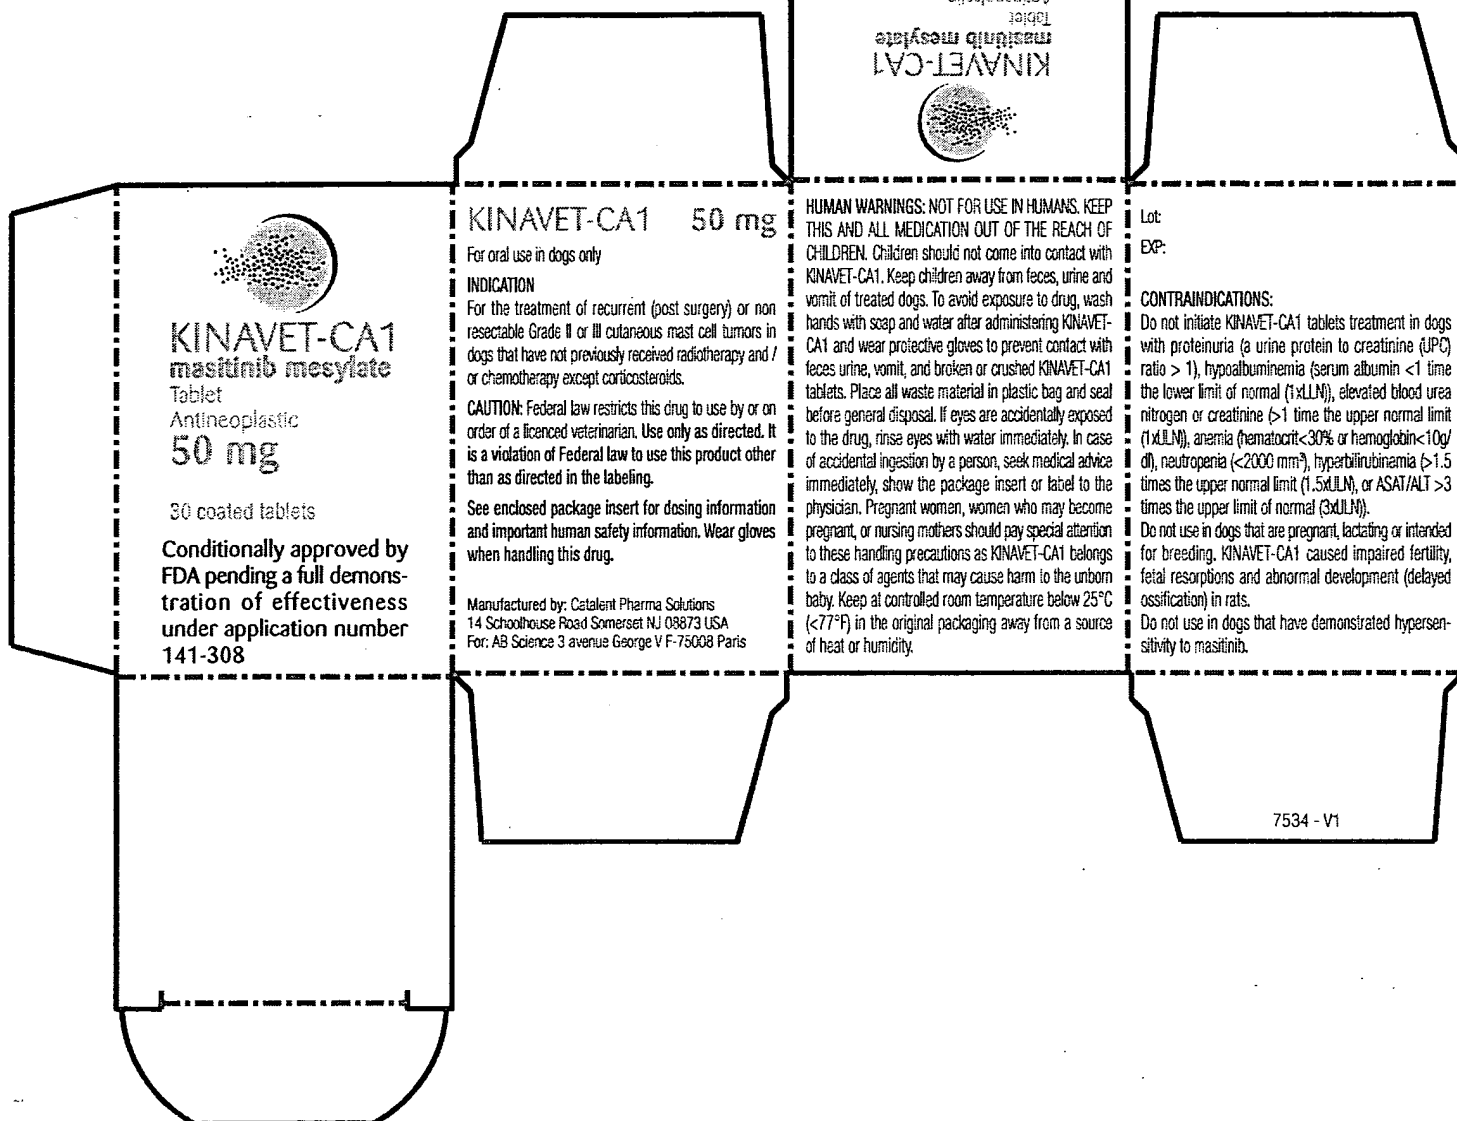 Antineoplastic
Tablet
masitinib mesylate
KINAVET-CA1
KINAVET-CA1
masitinib mesylate
Tablet
Antineoplastic
50 mg
30 coated tablets
Conditionally approved by
FDA pending a full demons-
tration of effectiveness
under application number
141-308
KINAVET-CA1 50 mg
For oral use in dogs only
INDICATION
For the treatment of recurrent (post surgery) or non
resectable Grade II or III cutaneous mast cell tumors in
dogs that have not previously received radiotherapy and /
or chemotherapy except corticosteroids.
CAUTION: Federal law restricts this drug to use by or on
order of a licenced veterinarian. Use only as directed. It
is a violation of Federal law to use this product other
than as directed in the labeling.
See enclosed package insert for dosing information
and important human safety information. Wear gloves
when handling this drug.
Manufactured by: Catalent Pharma Solutions
14 Schoolhouse Road Somerset NJ 08873 USA
For: AB Science 3 avenue George V F-75008 Paris
HUMAN WARNINGS: NOT FOR USE IN HUMANS. KEEP
THIS AND ALL MEDICATION OUT OF THE REACH OF
CHILDREN. Children should not come into contact with
KINAVET-CA1. Keep children away from feces, urine and
vomit of treated dogs. To avoid exposure to drug, wash
hands with soap and water after administering KINAVET-
CA1 and wear protective gloves to prevent contact with
feces urine, vomit, and broken or crushed KINAVET-CA1
tablets. Place all waste material in plastic bag and seal
before general disposal. If eyes are accidentally exposed
to the drug, rinse eyes with water immediately. In case
of accidental ingestion by a person, seek medical advice
immediately, show the package insert or label to the
physician. Pregnant women, women who may become
pregnant, or nursing mothers should pay special attention
to these handling precautions as KINAVET-CA1 belongs
to a class of agents that may cause harm to the unborn
baby. Keep at controlled room temperature below 25°C
(<77°F) in the original packaging away from a source
of heat or humidity.
Lot:
EXP:
CONTRAINDICATIONS:
Do not initiate KINAVET-CA1 tablets treatment in dogs
with proteinuria (a urine protein to creatinine (UPC)
ratio > 1), hypoalbuminemia (serum albumin <1 time
the lower limit of normal (1xLLN)), elevated blood urea
nitrogen or creatinine (>1 time the upper normal limit
(1xULN)), anemia (hematocrit<30% or hemoglobin<10g/
dl), neutropenia (<2000 mm³), hyperbilirubinamia (>1.5
times the upper normal limit (1.5xULN), or ASAT/ALT >3
times the upper limit of normal (3xULN)).
Do not use in dogs that are pregnant, lactating or intended
for breeding. KINAVET-CA1 caused impaired fertility,
fetal resorptions and abnormal development (delayed
ossification) in rats.
Do not use in dogs that have demonstrated hypersen-
sitivity to masitinib.
7534 - V1